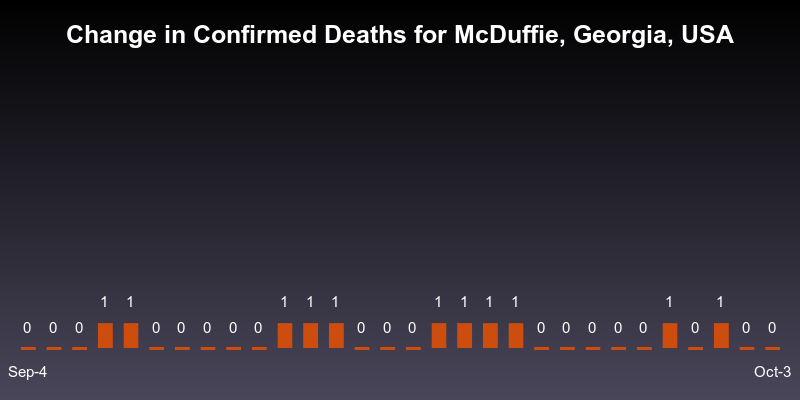 Change in Confirmed Deaths for McDuffie, Georgia, USA
0 0 0 1 1 0 0 0 0 0 1 1 1 0 0 0 1 1 1 1 0 0 0 0 0 1 0 1 0 0
Sep-4 Oct-3